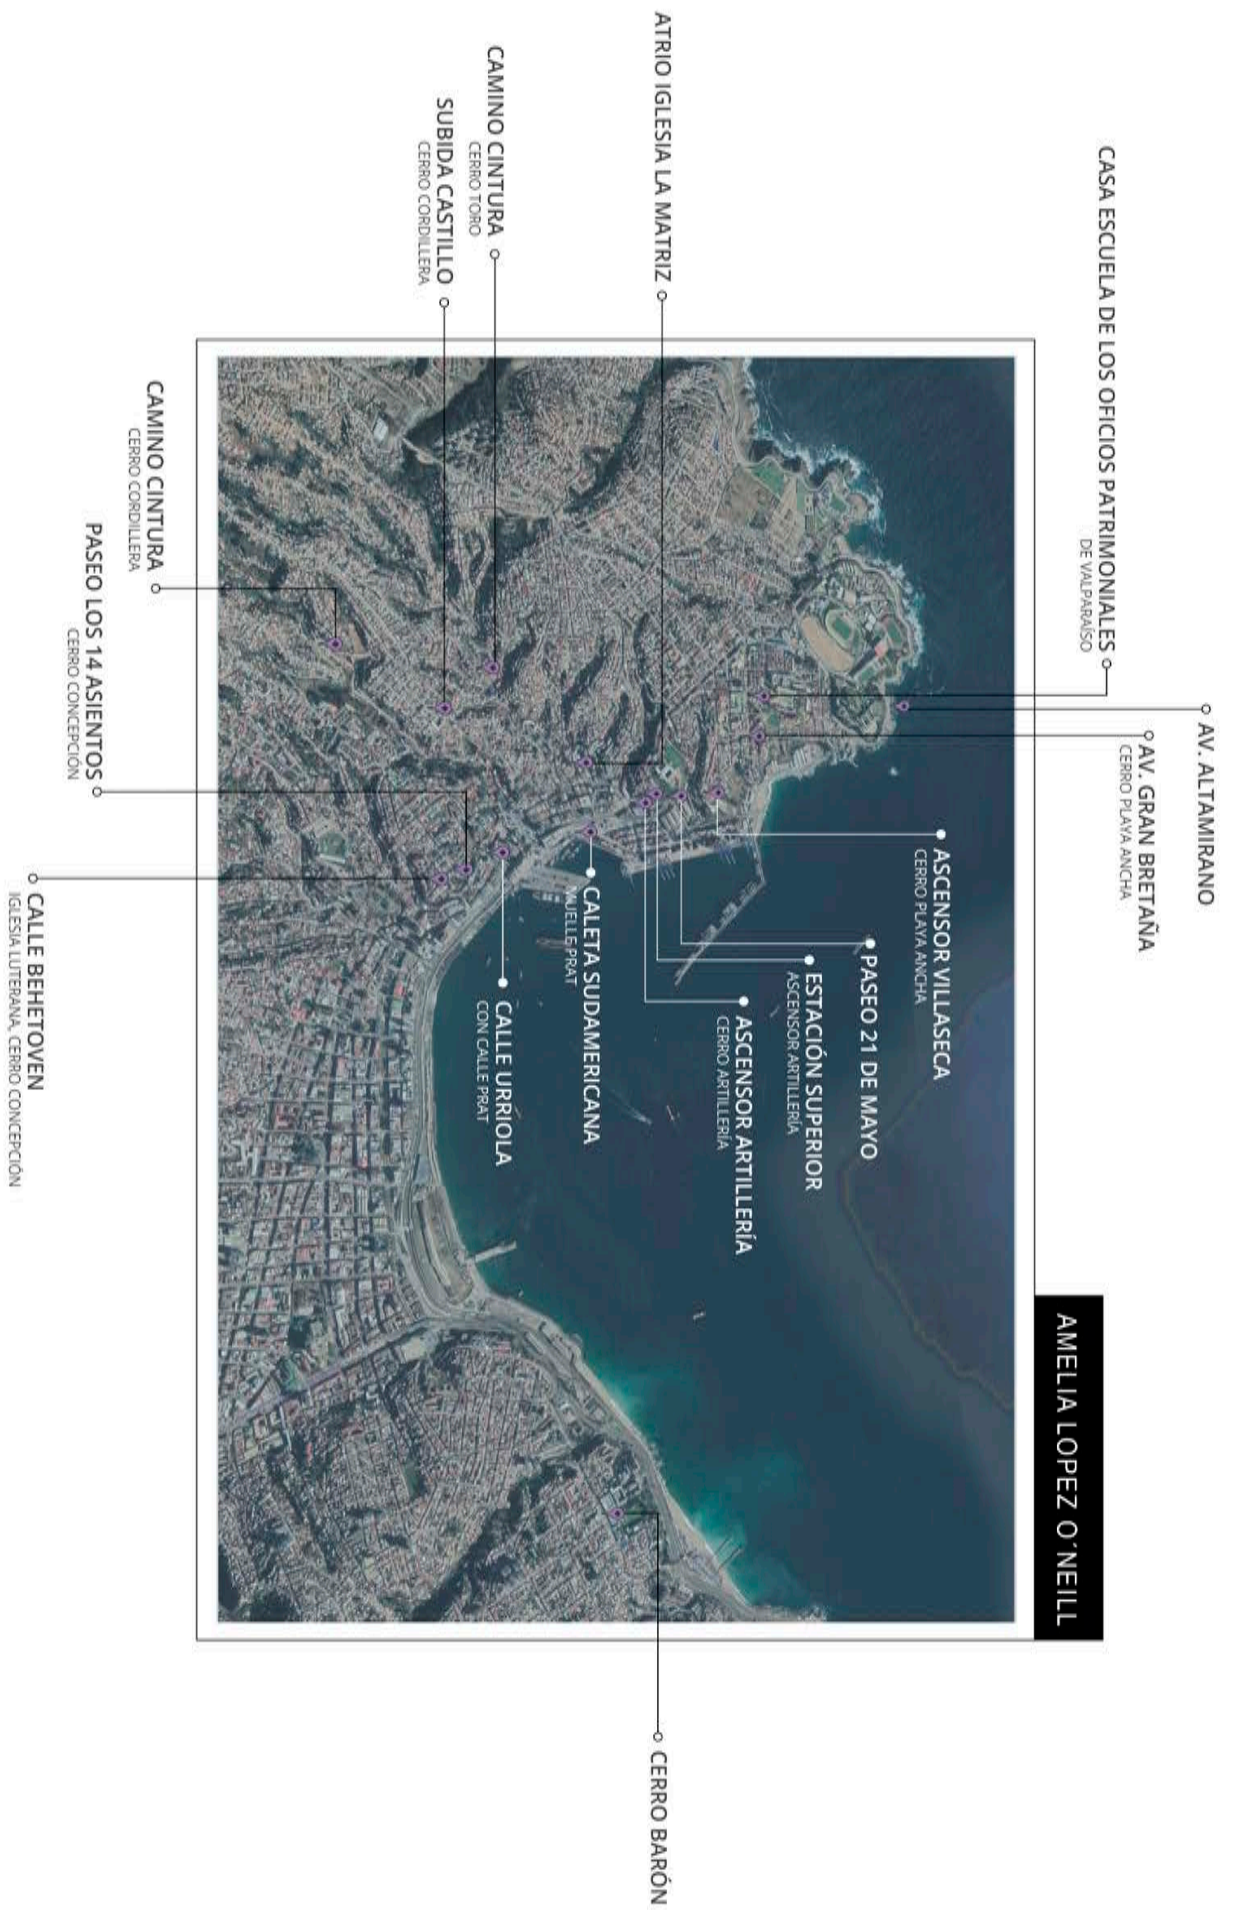 AV. ALTAMIRANO
AV. GRAN BRETAÑA
CERRO PLAYA ANCHA
CASA ESCUELA DE LOS OFICIOS PATRIMONIALES
DE VALPARAÍSO
AMELIA LOPEZ O´NEILL
ASCENSOR VILLASECA
CERRO PLAYA ANCHA
PASEO 21 DE MAYO
ESTACIÓN SUPERIOR
ASCENSOR ARTILLERÍA
ASCENSOR ARTILLERÍA
CERRO ARTILLERÍA
ATRIO IGLESIA LA MATRIZ
CERRO BARÓN
CALETA SUDAMERICANA
MUELLE PRAT
CALLE URRIOLA
CON CALLE PRAT
CAMINO CINTURA
CERRO TORO
SUBIDA CASTILLO
CERRO CORDILLERA
CAMINO CINTURA
CERRO CORDILLERA
PASEO LOS 14 ASIENTOS
CERRO CONCEPCIÓN
CALLE BEHETOVEN
IGLESIA LUTERANA, CERRO CONCEPCIÓN